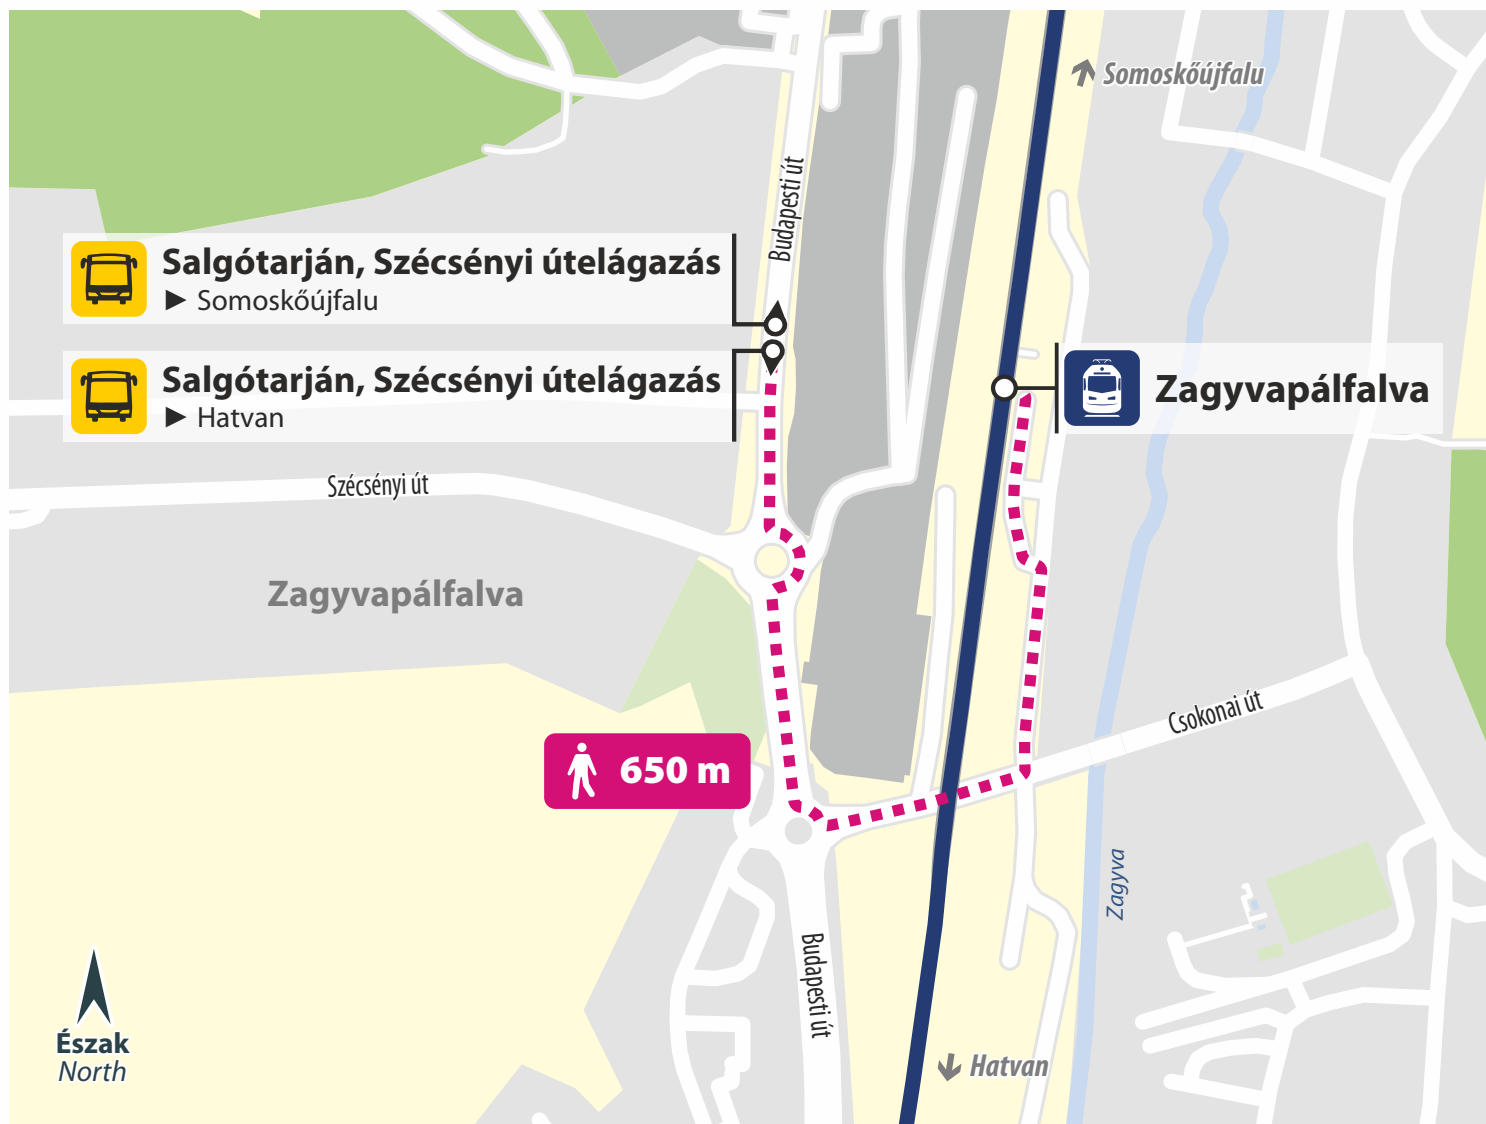 Somoskőújfalu
Budapesti út
Salgótarján, Szécsényi útelágazás
► Somoskőújfalu
Salgótarján, Szécsényi útelágazás
► Hatvan
Zagyvapálfalva
Szécsényi út
Zagyvapálfalva
Csokonai út
650 m
Zagyva
Budapesti út
Észak
North
Hatvan